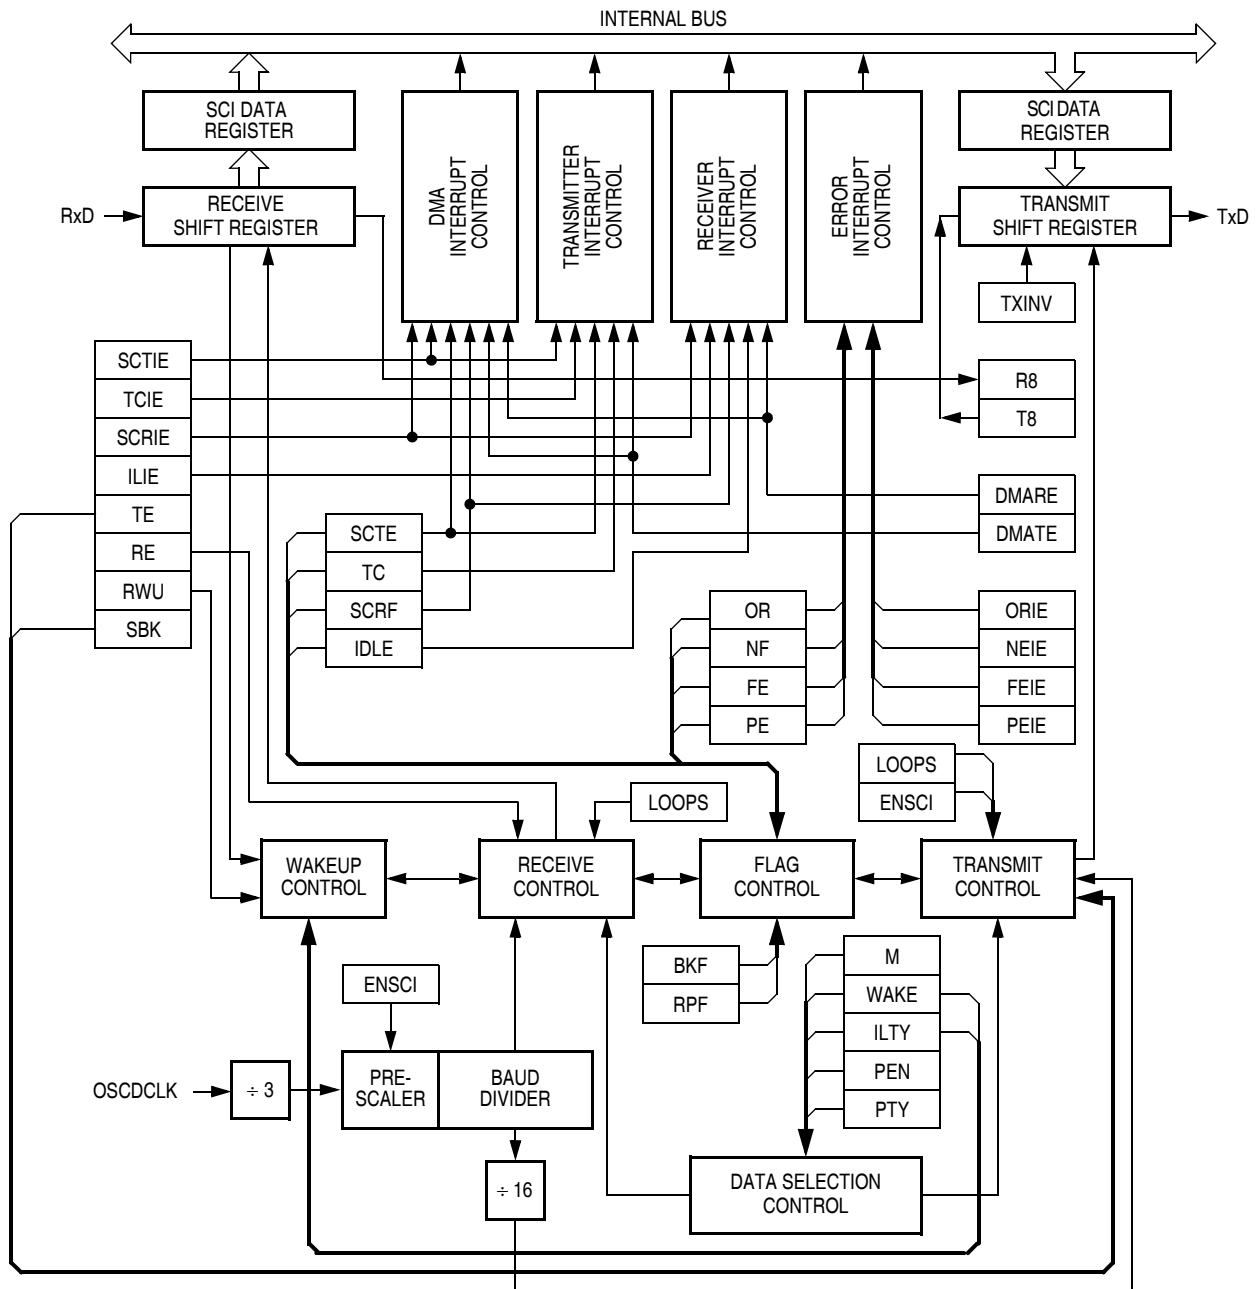 INTERNAL BUS
SCI DATA
REGISTER
DMA
INTERRUPT
CONTROL
TRANSMITTER
INTERRUPT
CONTROL
RECEIVER
INTERRUPT
CONTROL
ERROR
INTERRUPT
CONTROL
SCI DATA
REGISTER
RxD
RECEIVE
SHIFT REGISTER
TRANSMIT
SHIFT REGISTER
TxD
TXINV
SCTIE
TCIE
SCRIE
ILIE
TE
RE
RWU
SBK
R8
T8
DMARE
DMATE
SCTE
TC
SCRF
IDLE
OR
NF
FE
PE
ORIE
NEIE
FEIE
PEIE
LOOPS
LOOPS
ENSCI
WAKEUP
CONTROL
RECEIVE
CONTROL
FLAG
CONTROL
TRANSMIT
CONTROL
ENSCI
BKF
RPF
M
WAKE
ILTY
PEN
PTY
OSCDCLK
÷ 3
PRE-
SCALER
BAUD
DIVIDER
÷ 16
DATA SELECTION
CONTROL